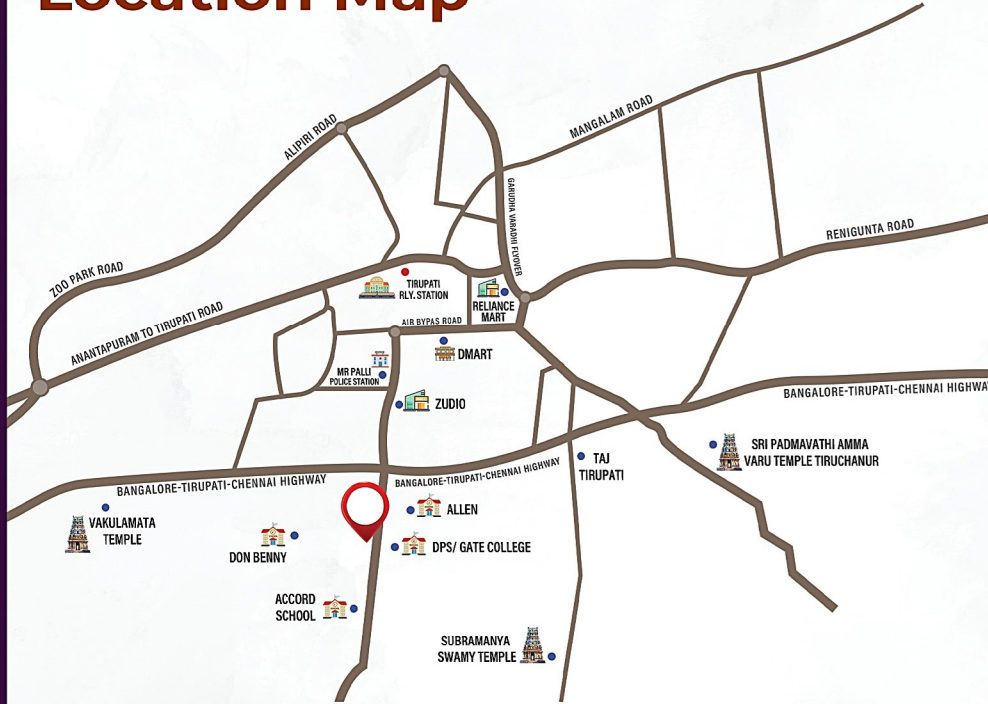 Location Map
ALIPIRI ROAD
MANGALAM ROAD
GARUDHA VARADHI FLYOVER
RENIGUNTA ROAD
ZOO PARK ROAD
TIRUPATI
RLY. STATION
RELIANCE
MART
ANANTAPURAM TO TIRUPATI ROAD
AIR BYPAS ROAD
DMART
MR PALLI
POLICE STATION
ZUDIO
BANGALORE-TIRUPATI-CHENNAI HIGHWAY
SRI PADMAVATHI AMMA
VARU TEMPLE TIRUCHANUR
TAJ
TIRUPATI
BANGALORE-TIRUPATI-CHENNAI HIGHWAY
BANGALORE-TIRUPATI-CHENNAI HIGHWAY
ALLEN
VAKULAMATA
TEMPLE
DON BENNY
DPS/ GATE COLLEGE
ACCORD
SCHOOL
SUBRAMANYA
SWAMY TEMPLE